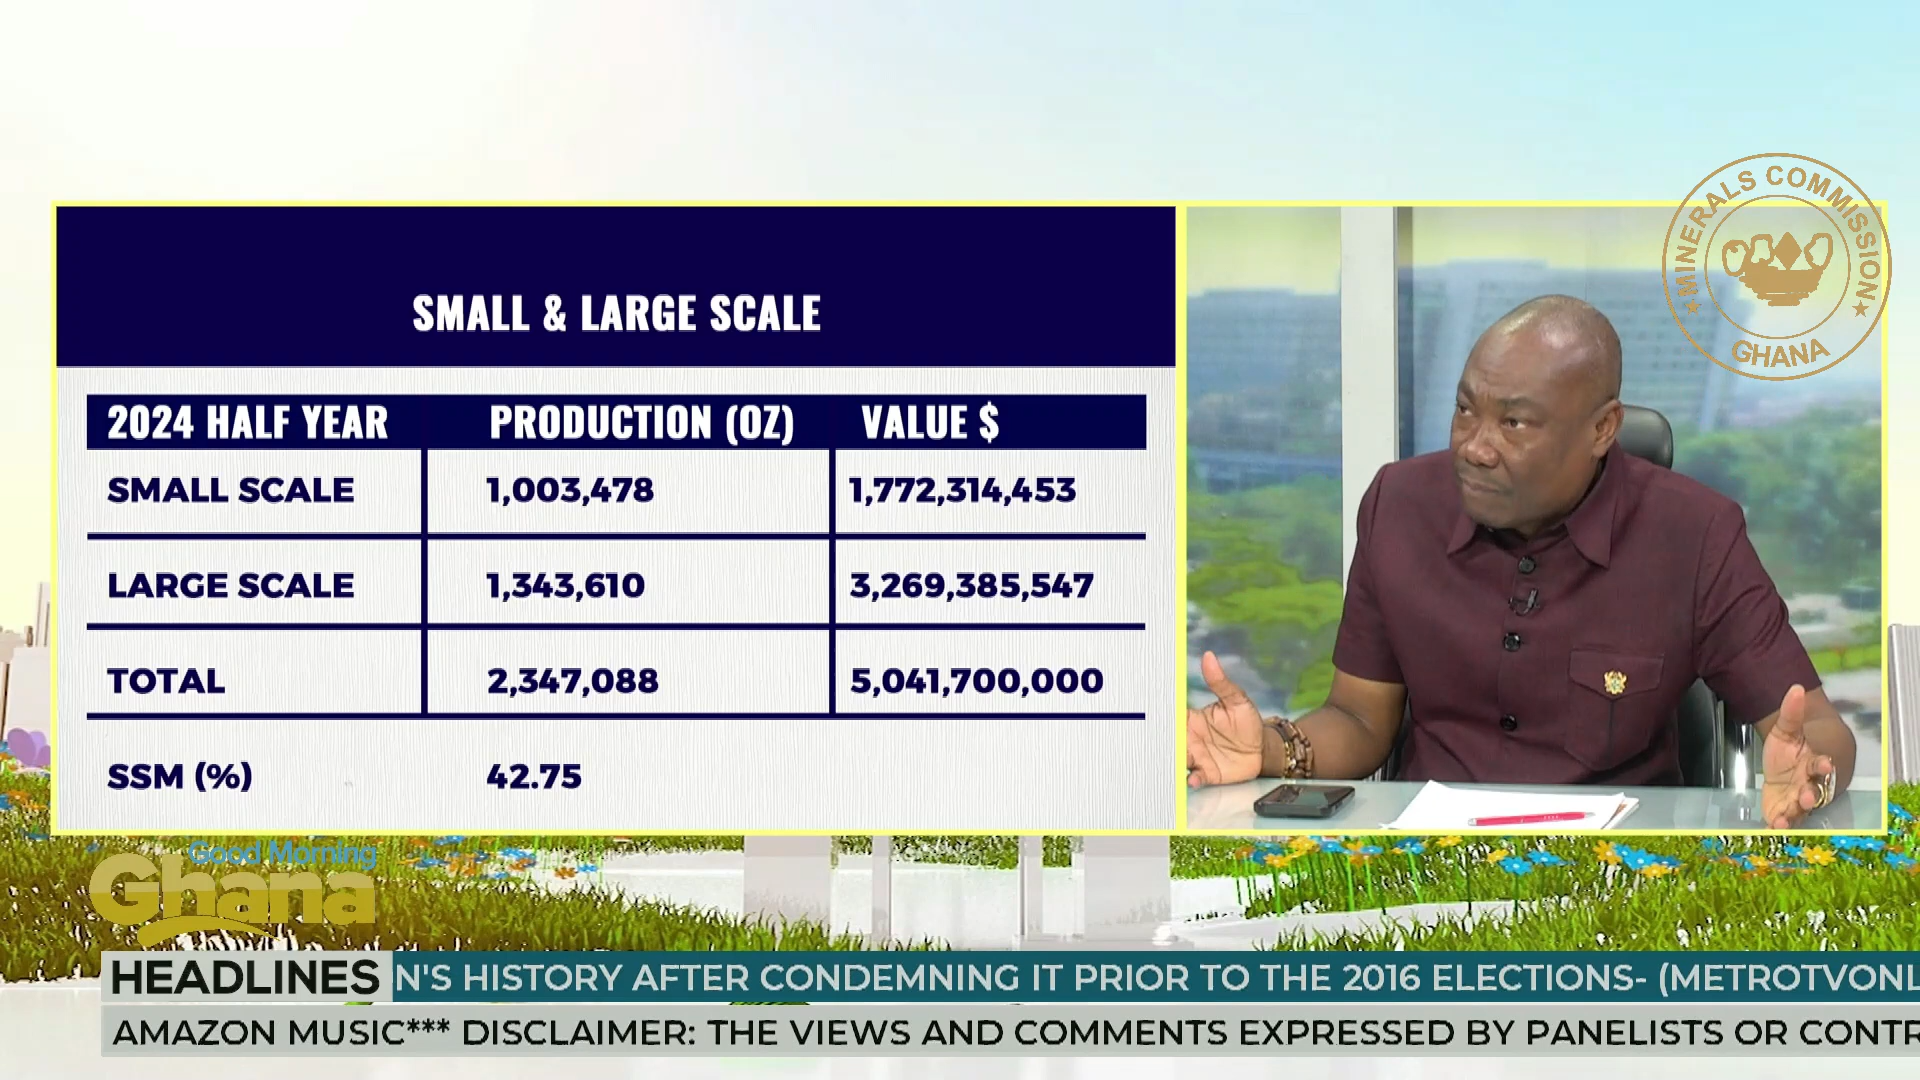 MINERALS COMMISSION
GHANA
SMALL & LARGE SCALE
2024 HALF YEAR PRODUCTION (OZ) VALUE $
SMALL SCALE 1,003,478 1,772,314,453
LARGE SCALE 1,343,610 3,269,385,547
TOTAL 2,347,088 5,041,700,000
SSM (%) 42.75
Good Morning
Ghana
HEADLINES N'S HISTORY AFTER CONDEMNING IT PRIOR TO THE 2016 ELECTIONS- (METROTVONL
AMAZON MUSIC*** DISCLAIMER: THE VIEWS AND COMMENTS EXPRESSED BY PANELISTS OR CONTR